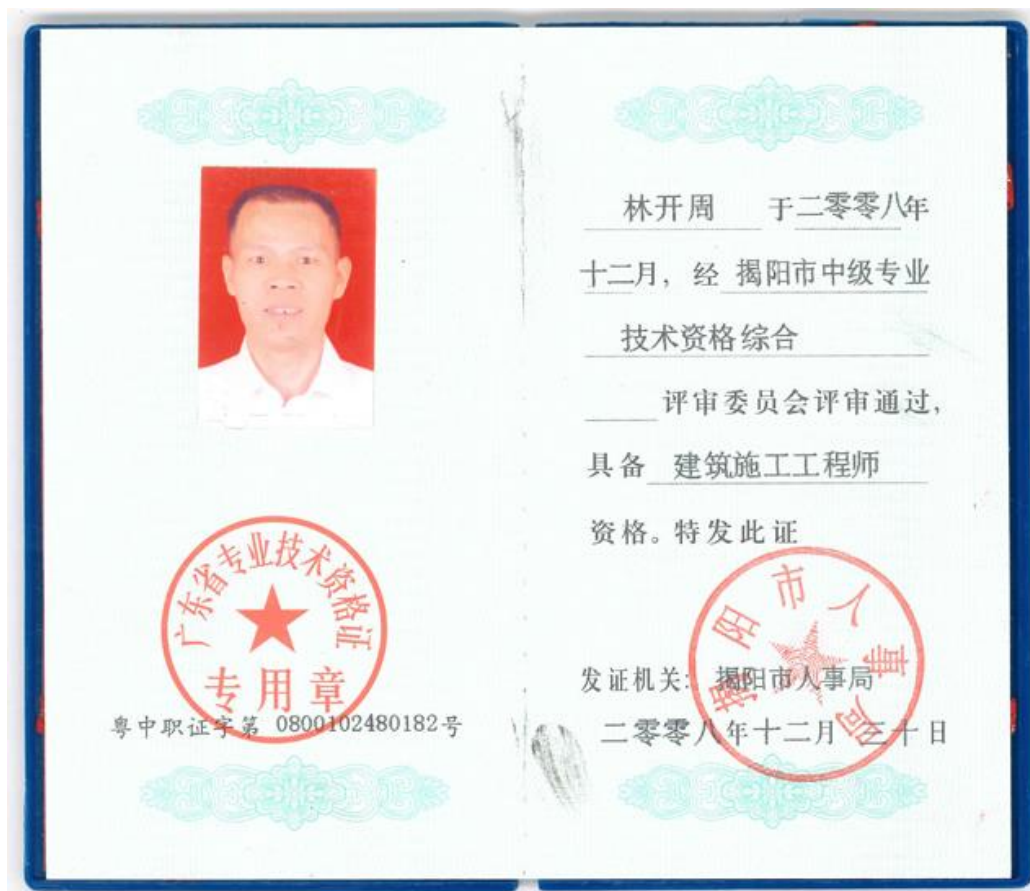 广东省专业技术资格证
专用章
粤中职证字第 0800102480182号
林开周 于二零零八年
十二月，经 揭阳市中级专业
技术资格综合
评审委员会评审通过，
具备 建筑施工工程师
资格。特发此证
揭阳市人事局
发证机关：揭阳市人事局
二零零八年十二月三十日